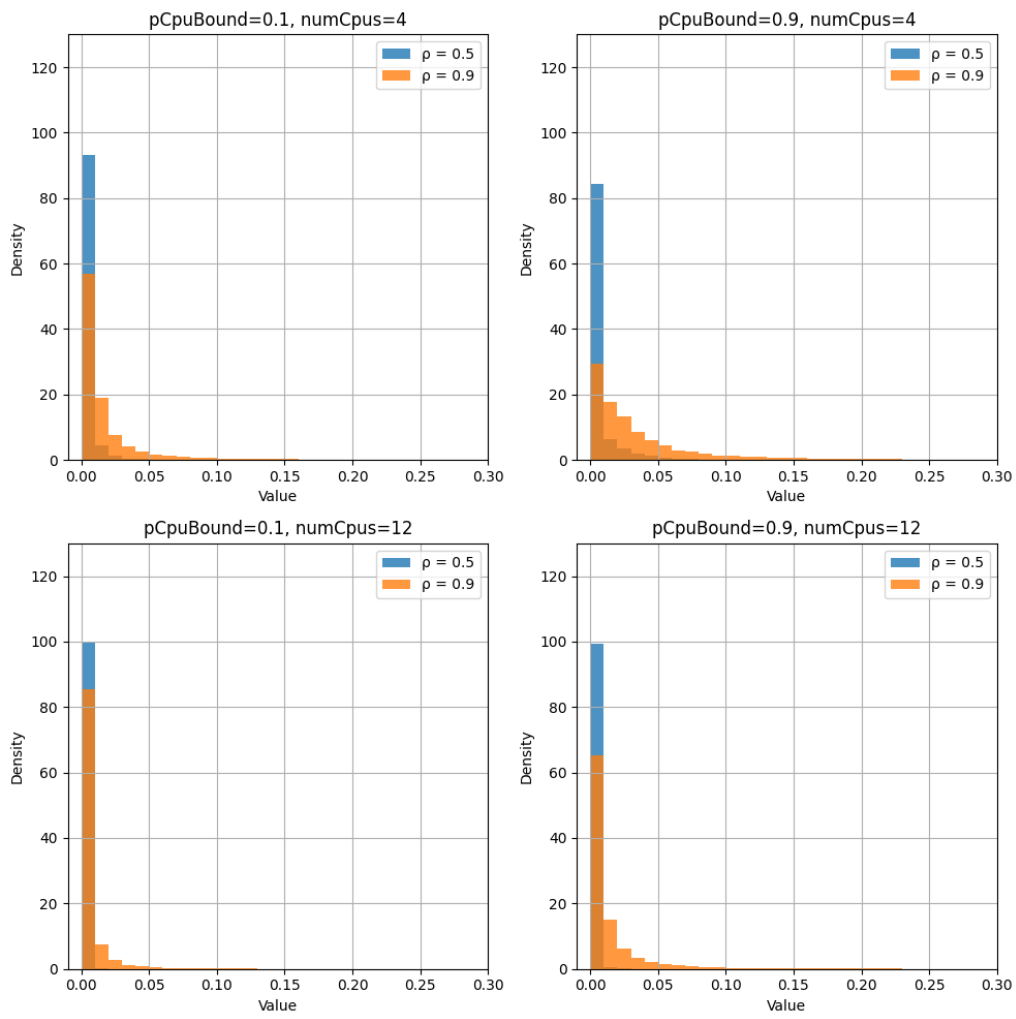 pCpuBound=0.1, numCpus=4
ρ = 0.5
ρ = 0.9
120
100
80
60
40
20
0
Density
0.00 0.05 0.10 0.15 0.20 0.25 0.30
Value
pCpuBound=0.9, numCpus=4
ρ = 0.5
ρ = 0.9
120
100
80
60
40
20
0
Density
0.00 0.05 0.10 0.15 0.20 0.25 0.30
Value
pCpuBound=0.1, numCpus=12
ρ = 0.5
ρ = 0.9
120
100
80
60
40
20
0
Density
0.00 0.05 0.10 0.15 0.20 0.25 0.30
Value
pCpuBound=0.9, numCpus=12
ρ = 0.5
ρ = 0.9
120
100
80
60
40
20
0
Density
0.00 0.05 0.10 0.15 0.20 0.25 0.30
Value